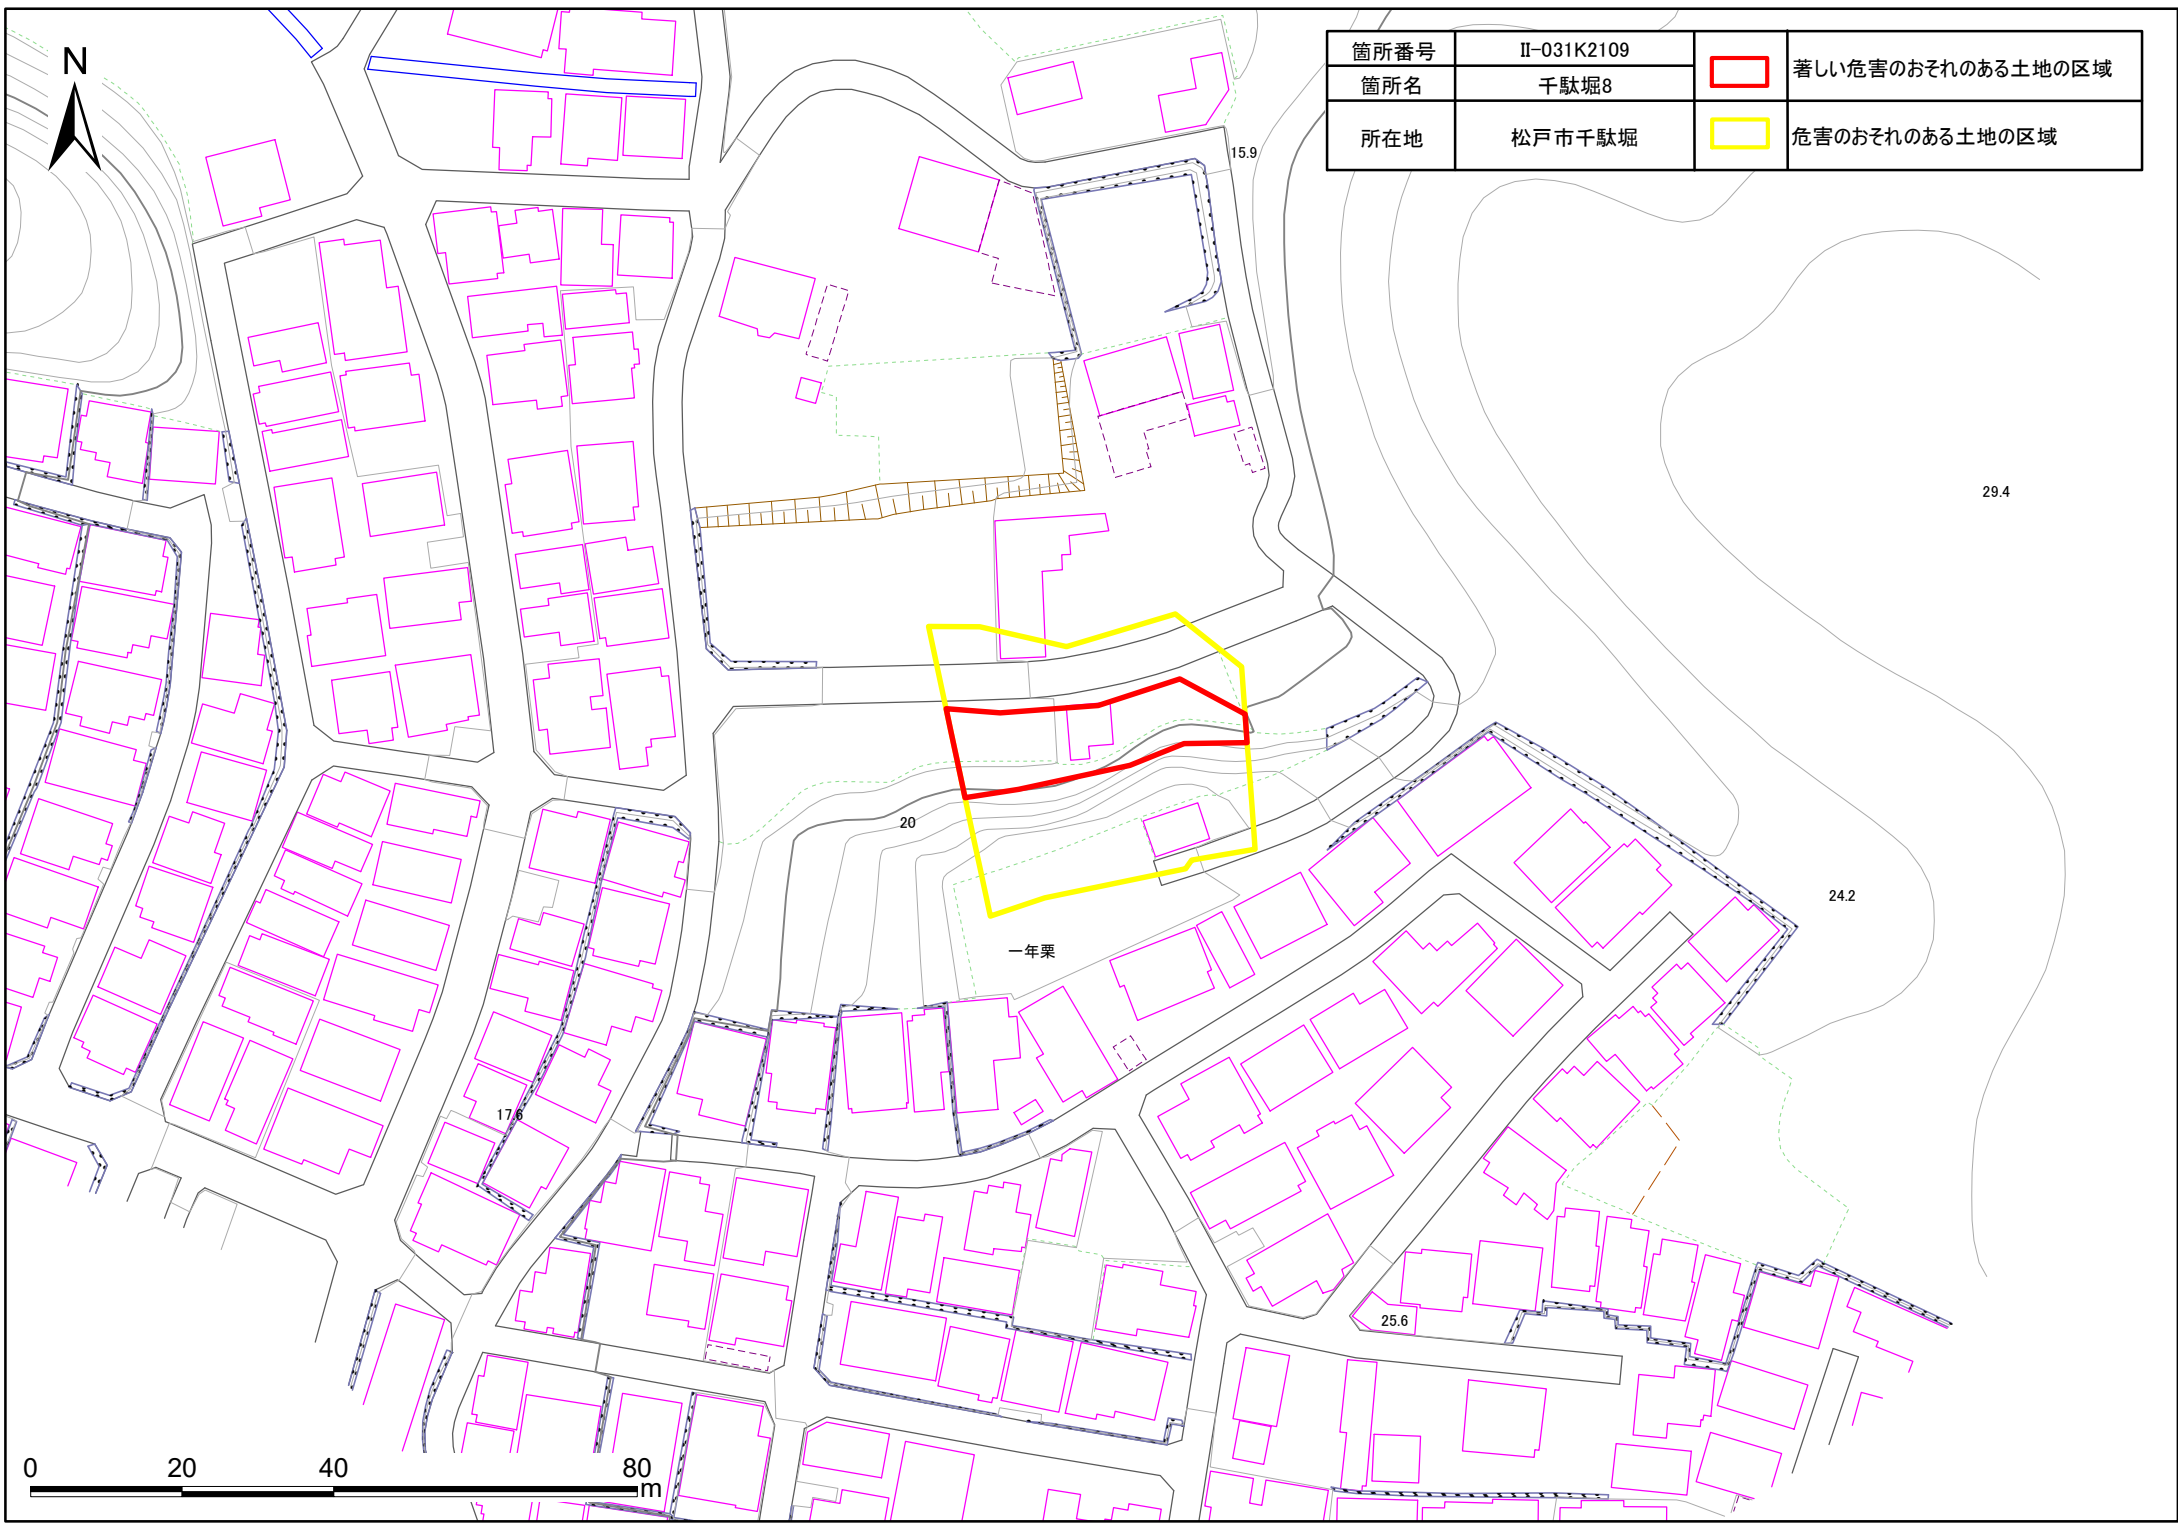 N
箇所番号 II-031K2109 著しい危害のおそれのある土地の区域
箇所名 千駄堀8
所在地 松戸市千駄堀 危害のおそれのある土地の区域
15.9
29.4
20
24.2
一年栗
17.6
25.6
0 20 40 80
m